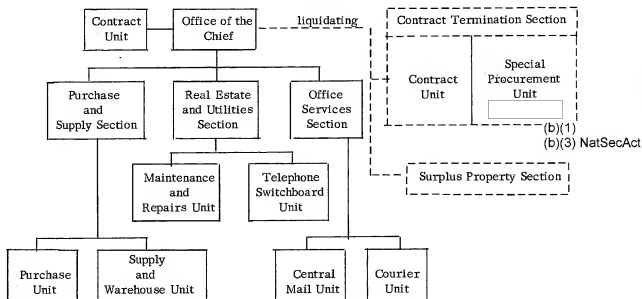 Contract
Unit
Office of the
Chief
liquidating
Contract Termination Section
Contract
Unit
Special
Procurement
Unit
(b)(1)
(b)(3) NatSecAct
Purchase
and
Supply Section
Real Estate
and Utilities
Section
Office
Services
Section
Maintenance
and
Repairs Unit
Telephone
Switchboard
Unit
Surplus Property Section
Purchase
Unit
Supply
and
Warehouse Unit
Central
Mail Unit
Courier
Unit